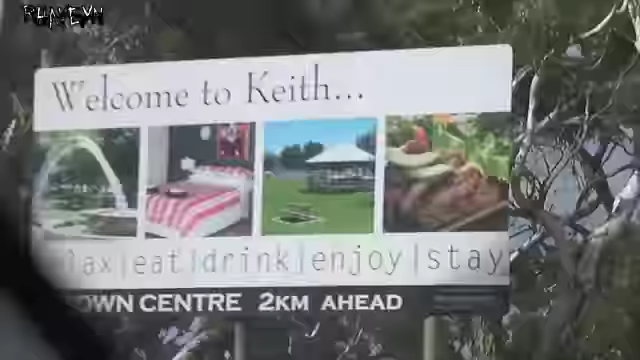 Welcome to Keith...
lax|eat|drink|enjoy|stay
OWN CENTRE 2KM AHEAD